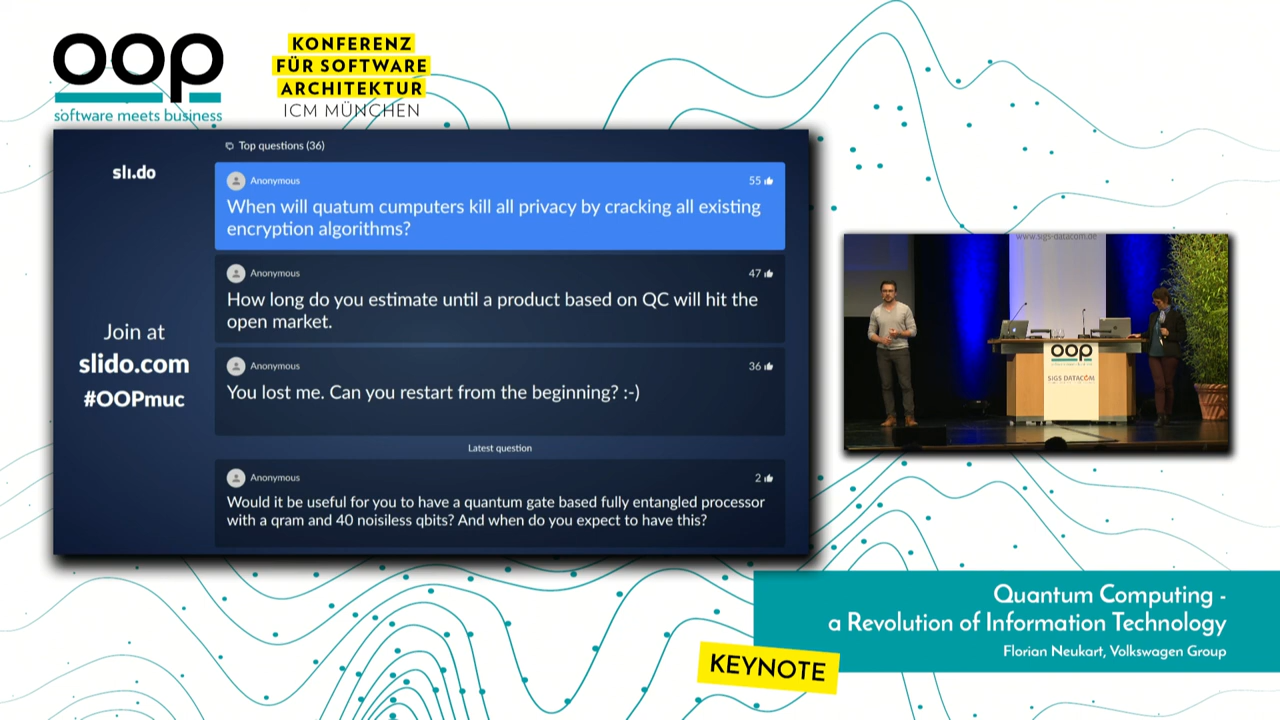 oop
software meets business
KONFERENZ
FÜR SOFTWARE
ARCHITEKTUR
ICM MÜNCHEN
sli.do
Join at
slido.com
#OOPmuc
Top questions (36)
Anonymous
55
When will quatum cumputers kill all privacy by cracking all existing
encryption algorithms?
Anonymous
47
How long do you estimate until a product based on QC will hit the
open market.
Anonymous
36
You lost me. Can you restart from the beginning? :-)
Latest question
Anonymous
2
Would it be useful for you to have a quantum gate based fully entangled processor
with a qram and 40 noisiless qbits? And when do you expect to have this?
www.sigs-datacom.de
oop
SIGS DATACOM
Quantum Computing -
a Revolution of Information Technology
Florian Neukart, Volkswagen Group
KEYNOTE